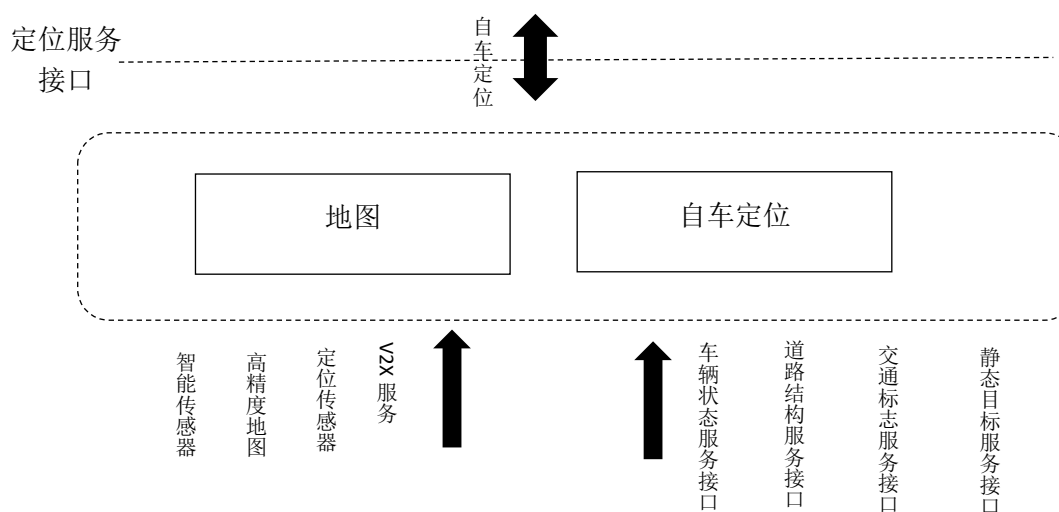 定位服务
接口
自车定位
地图
自车定位
智能传感器
高精度地图
定位传感器
V2X 服务
车辆状态服务接口
道路结构服务接口
交通标志服务接口
静态目标服务接口